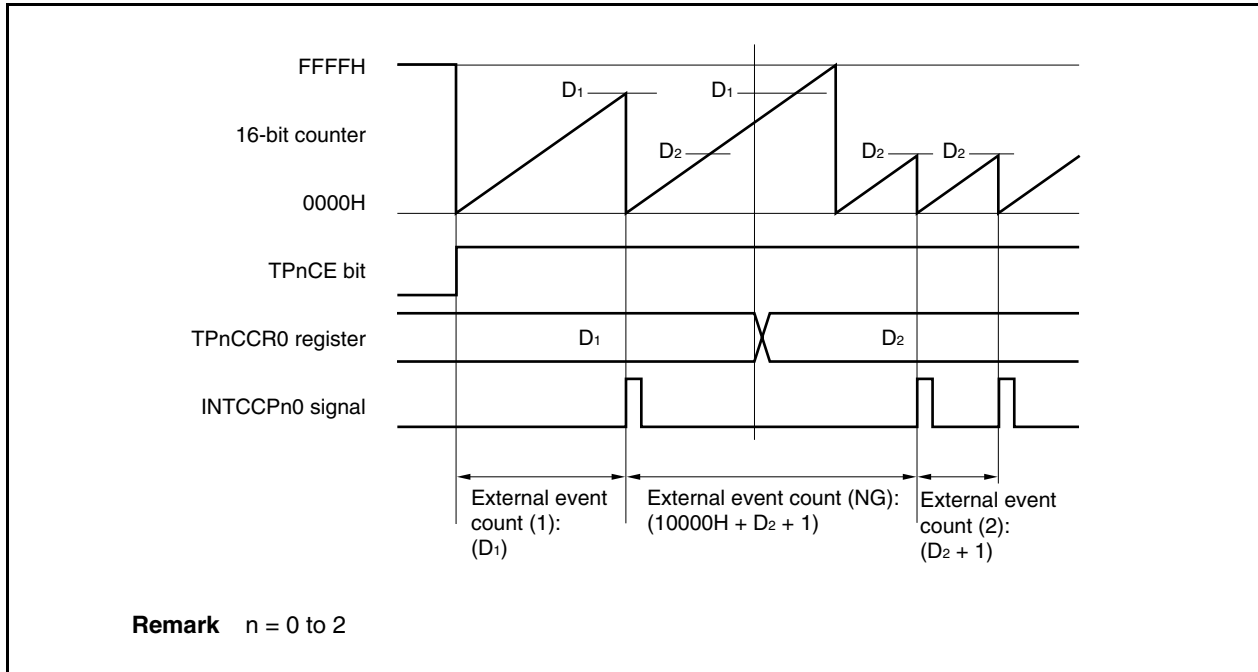 FFFFH
D1
D1
16-bit counter
D2
D2
D2
0000H
TPnCE bit
TPnCCR0 register
D1
D2
INTCCPn0 signal
External event
count (1):
(D1)
External event count (NG):
(10000H + D2 + 1)
External event
count (2):
(D2 + 1)
Remark n = 0 to 2